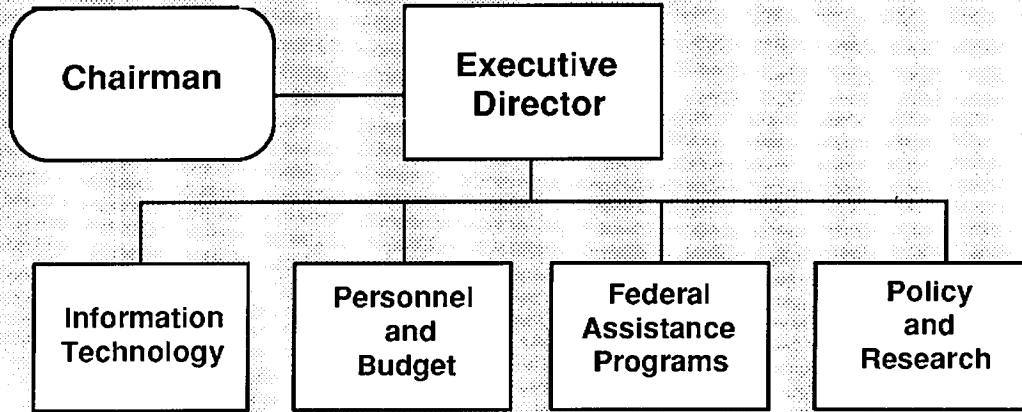 Chairman
Executive
Director
Information
Technology
Personnel
and
Budget
Federal
Assistance
Programs
Policy
and
Research